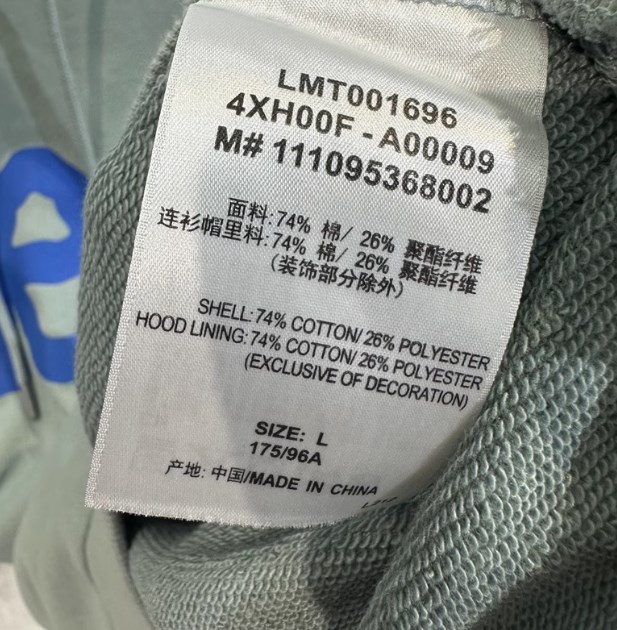 LMT001696
4XH00F - A00009
M# 111095368002
面料:74% 棉/ 26% 聚酯纤维
连衫帽里料:74% 棉/ 26% 聚酯纤维
(装饰部分除外)
SHELL:74% COTTON/26% POLYESTER
HOOD LINING:74% COTTON/26% POLYESTER
(EXCLUSIVE OF DECORATION)
SIZE: L
175/96A
产地: 中国/MADE IN CHINA
e